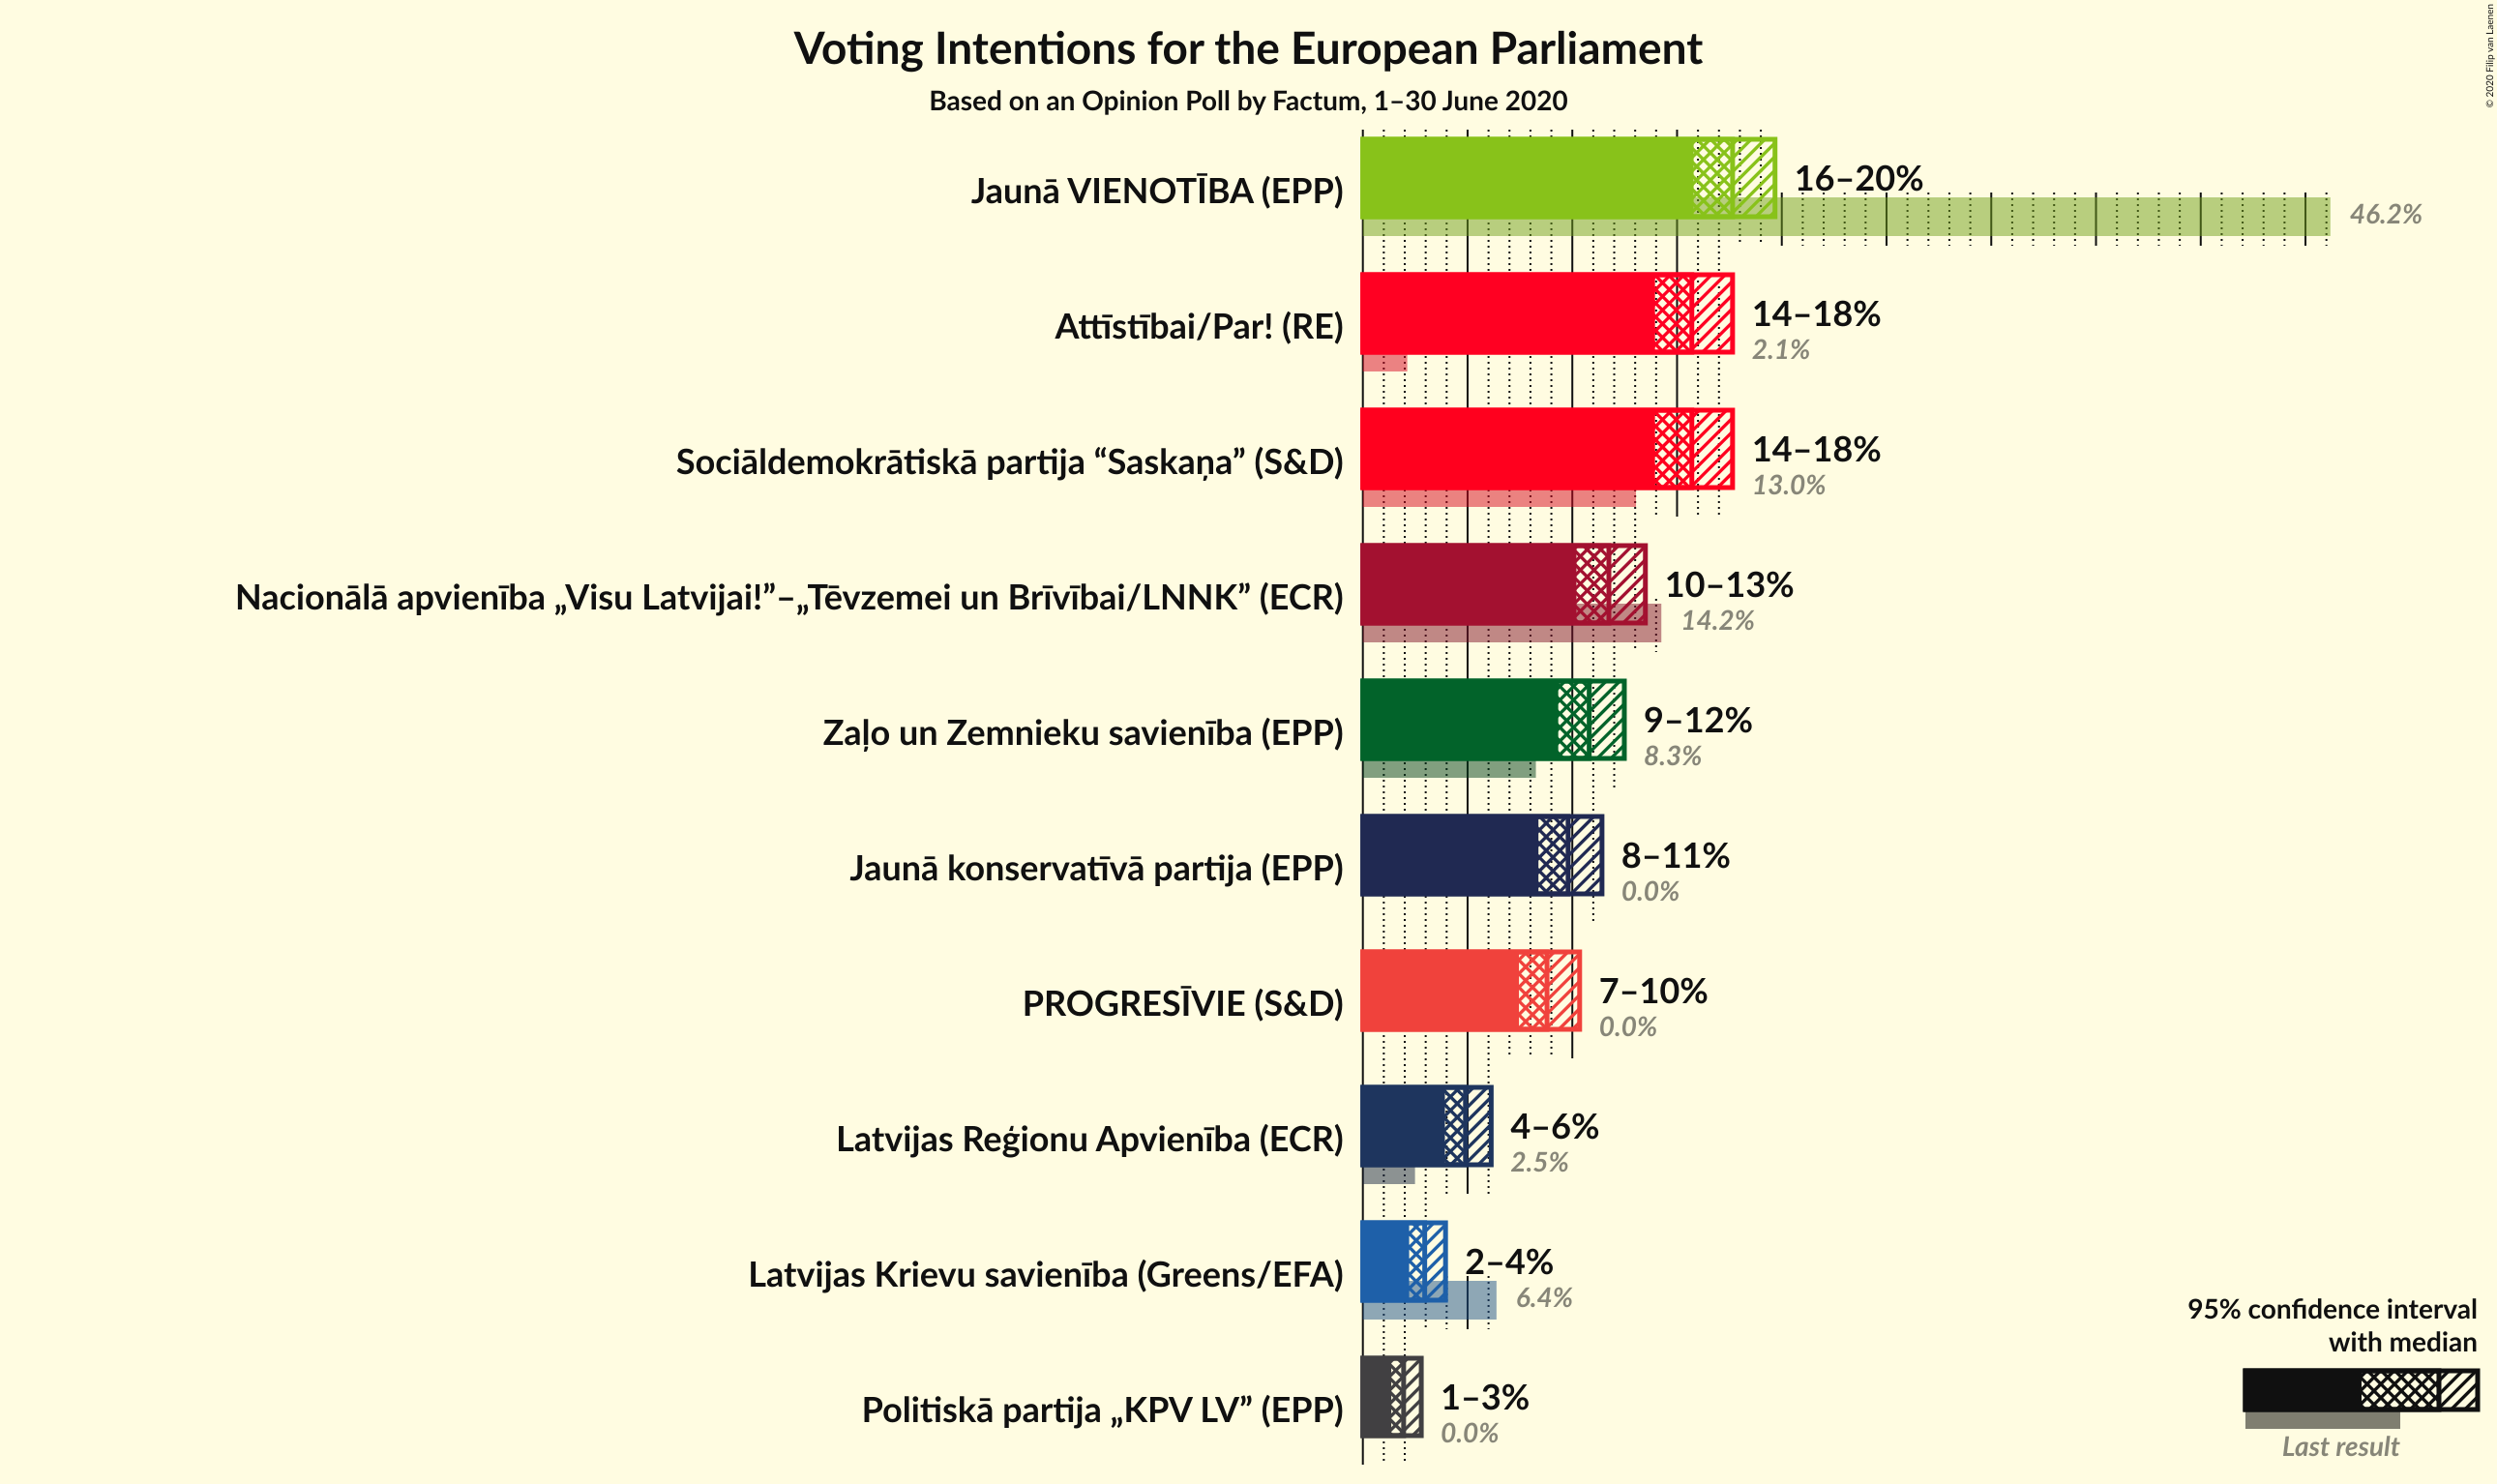 Voting Intentions for the European Parliament
Based on an Opinion Poll by Factum, 1–30 June 2020
© 2020 Filip van Laenen
Jaunā VIENOTĪBA (EPP)
16–20%
46.2%
Attīstībai/Par! (RE)
14–18%
2.1%
Sociāldemokrātiskā partija “Saskaņa” (S&D)
14–18%
13.0%
Nacionālā apvienība „Visu Latvijai!”–„Tēvzemei un Brīvībai/LNNK” (ECR)
10–13%
14.2%
Zaļo un Zemnieku savienība (EPP)
9–12%
8.3%
Jaunā konservatīvā partija (EPP)
8–11%
0.0%
PROGRESĪVIE (S&D)
7–10%
0.0%
Latvijas Reģionu Apvienība (ECR)
4–6%
2.5%
Latvijas Krievu savienība (Greens/EFA)
2–4%
6.4%
Politiskā partija „KPV LV” (EPP)
1–3%
0.0%
95% confidence interval
with median
Last result